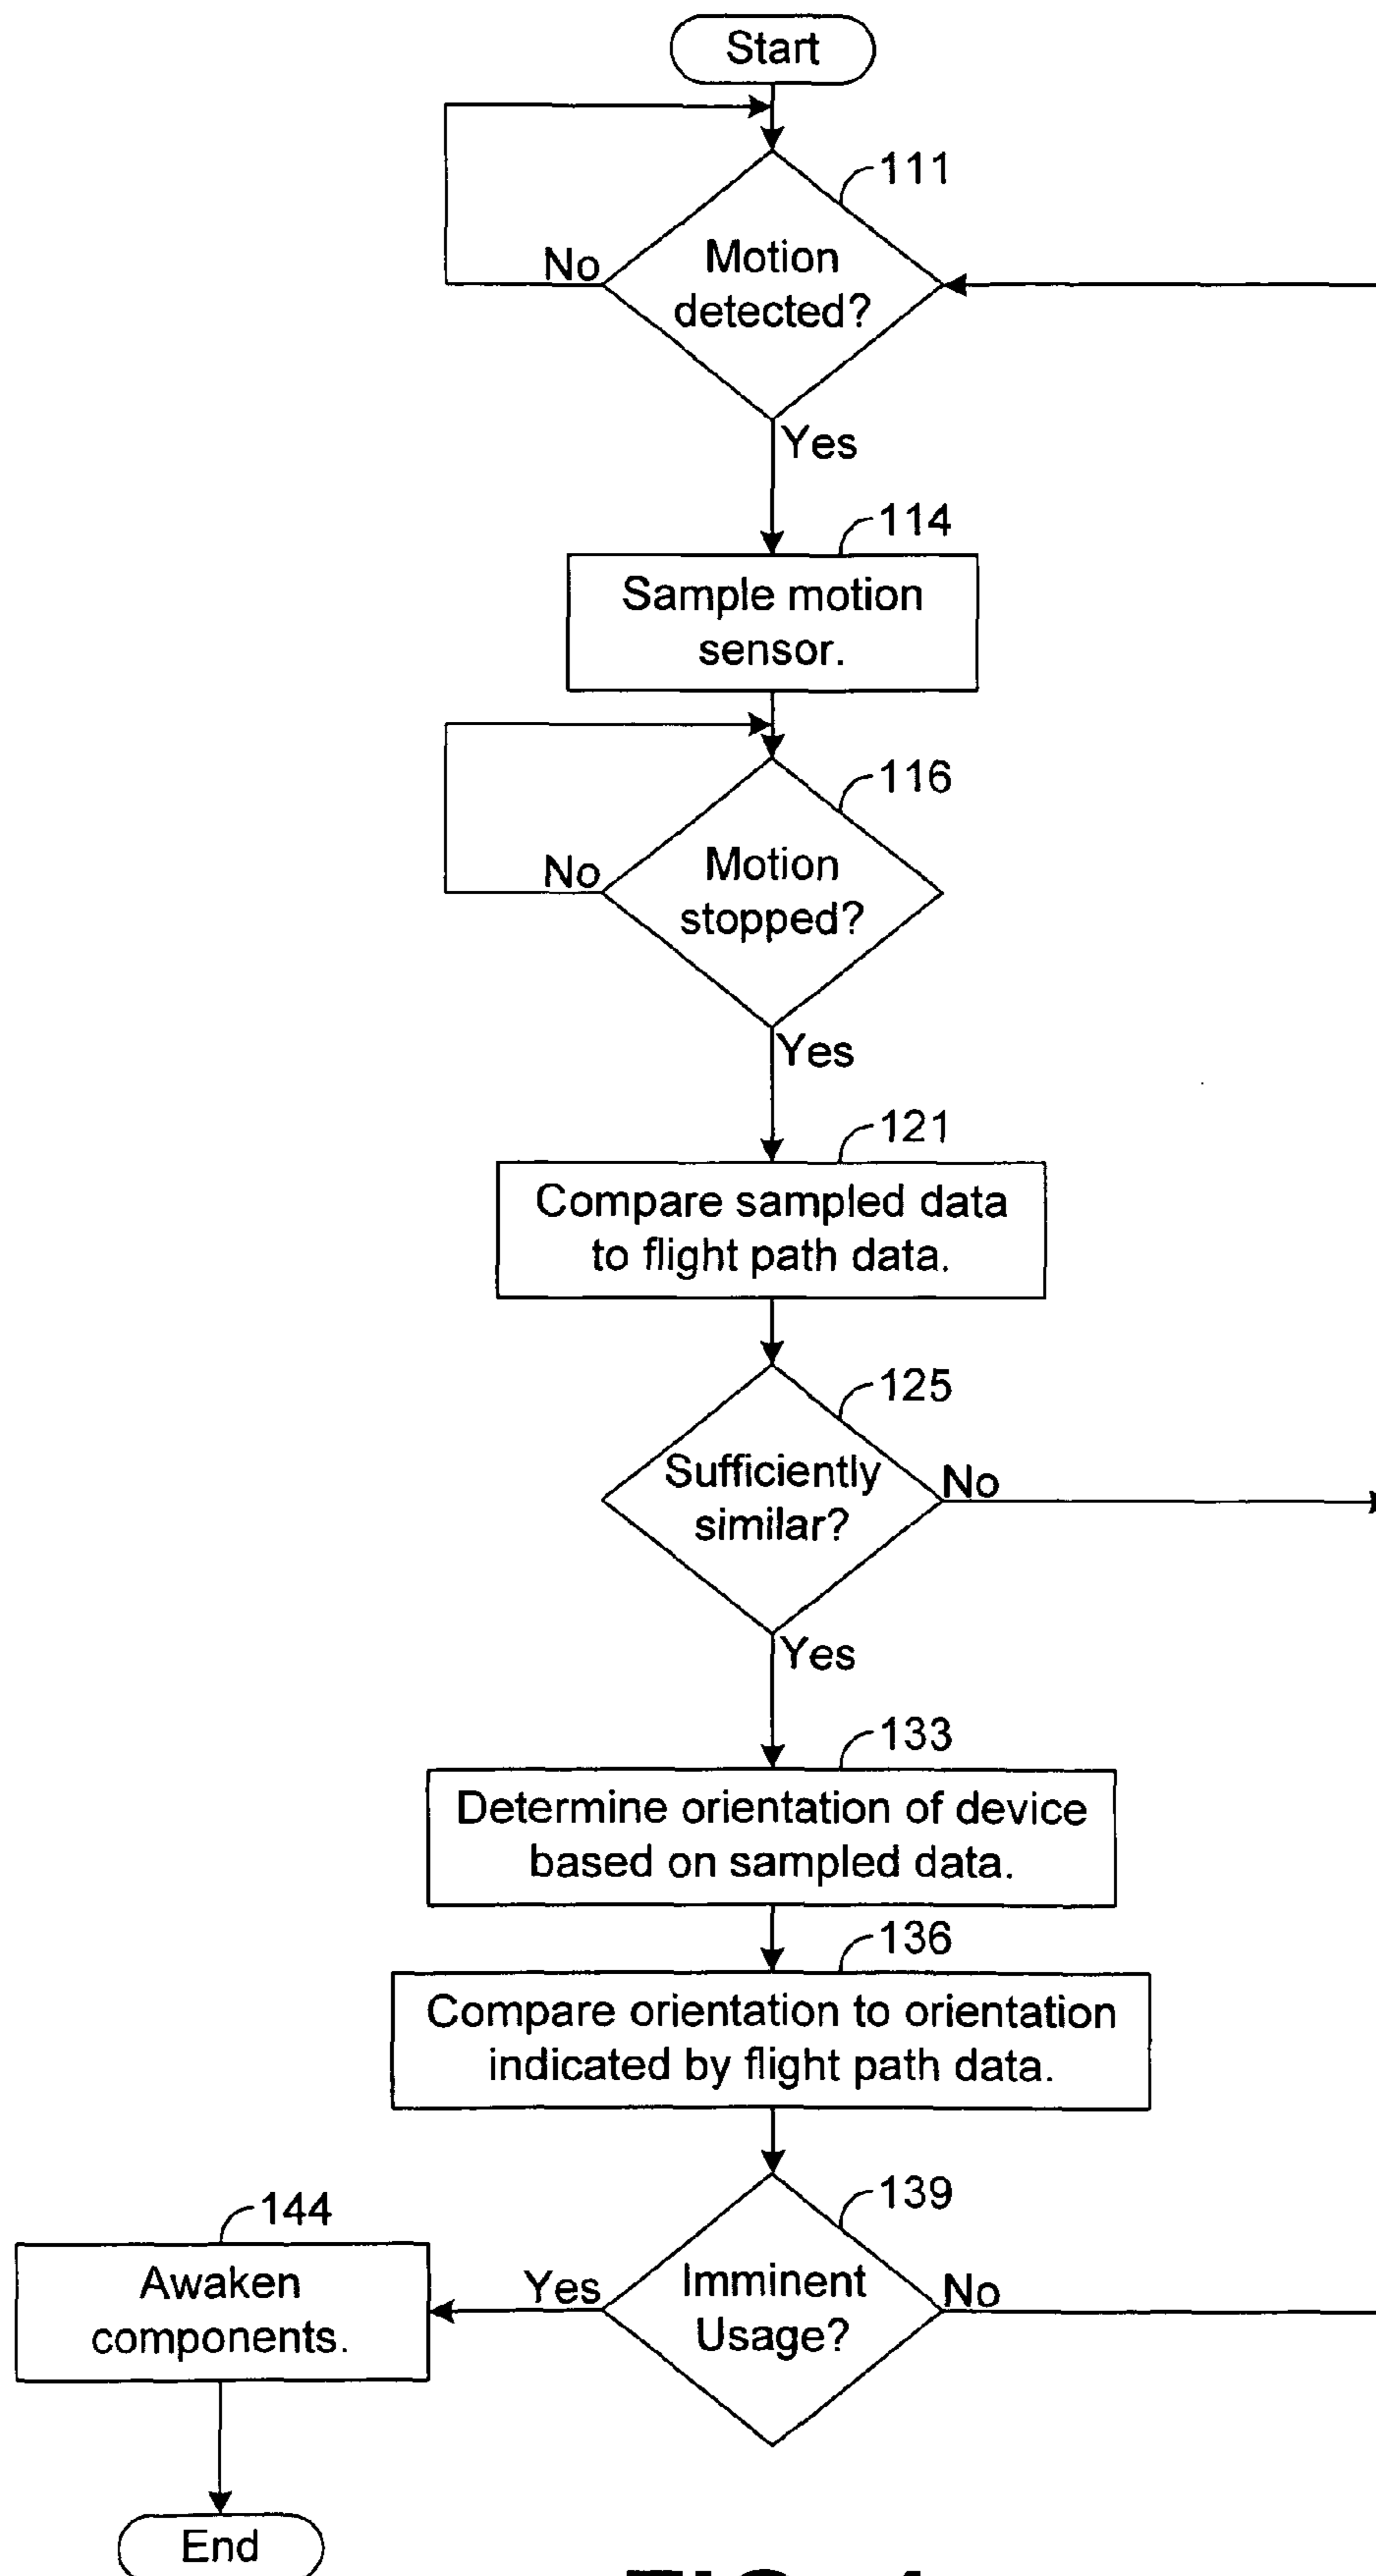 Start
111
Motion
detected?
No
Yes
114
Sample motion
sensor.
116
Motion
stopped?
No
Yes
121
Compare sampled data
to flight path data.
125
Sufficiently
similar?
No
Yes
133
Determine orientation of device
based on sampled data.
136
Compare orientation to orientation
indicated by flight path data.
139
Imminent
Usage?
Yes
No
144
Awaken
components.
End